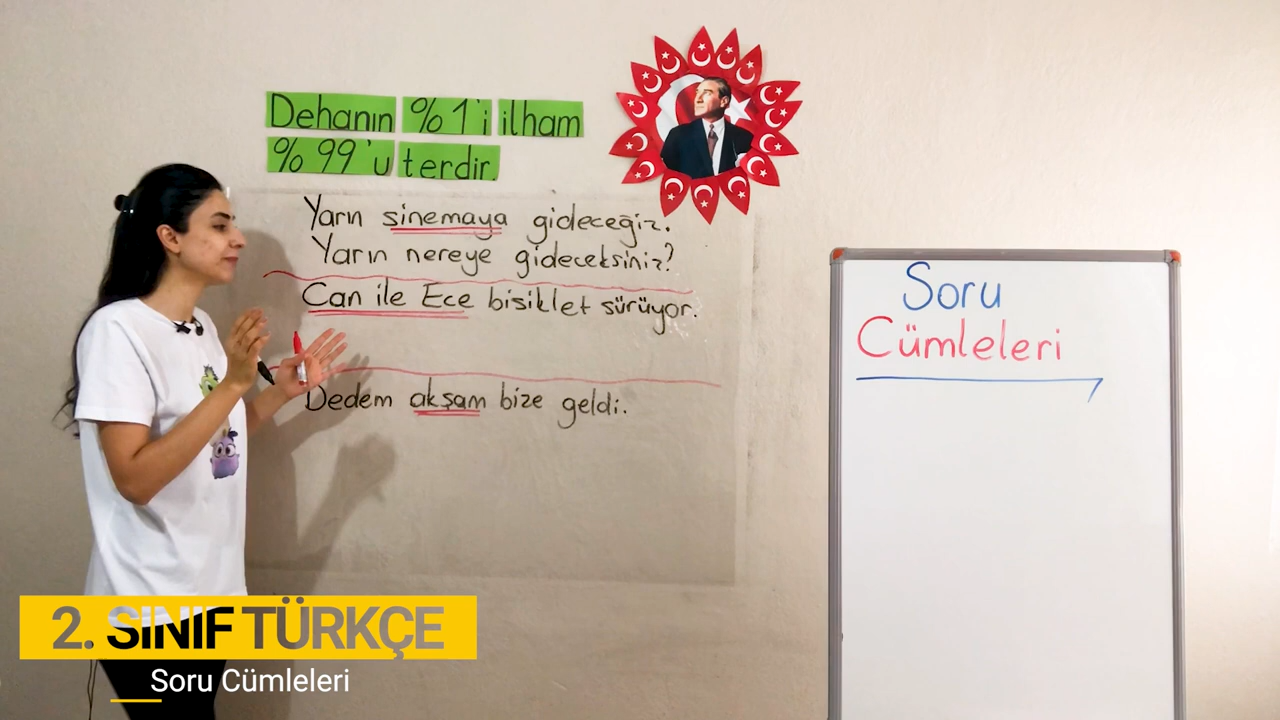 Dehanın %1'i ilham
%99'u terdir.
Yarın sinemaya gideceğiz.
Yarın nereye gideceksiniz?
Can ile Ece bisiklet sürüyor.
Dedem akşam bize geldi.
Soru
Cümleleri
2. SINIF TÜRKÇE
Soru Cümleleri